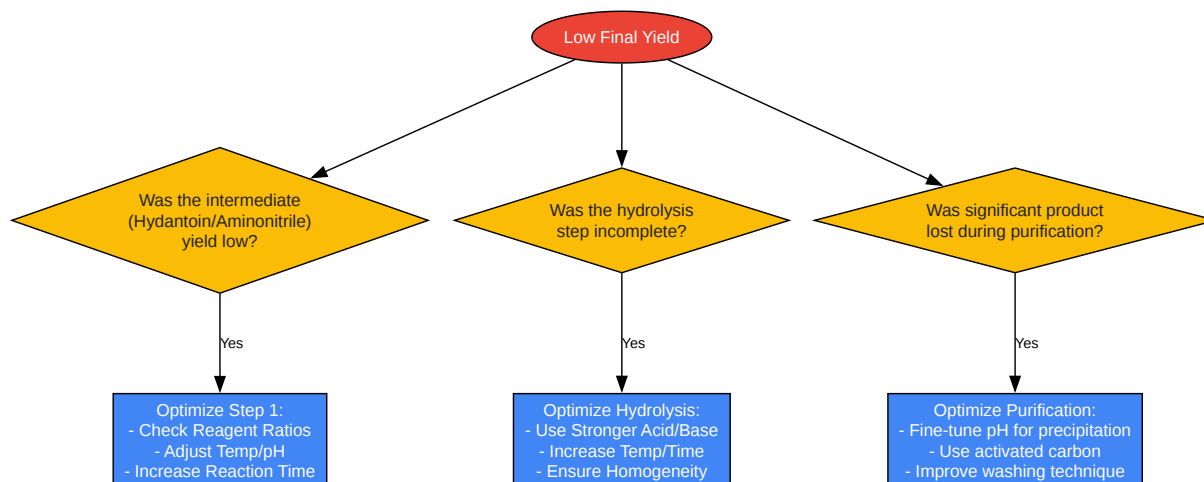 Low Final Yield
Was the intermediate
(Hydantoin/Aminonitrile)
yield low?
Was the hydrolysis
step incomplete?
Was significant product
lost during purification?
Yes
Yes
Yes
Optimize Step 1:
- Check Reagent Ratios
- Adjust Temp/pH
- Increase Reaction Time
Optimize Hydrolysis:
- Use Stronger Acid/Base
- Increase Temp/Time
- Ensure Homogeneity
Optimize Purification:
- Fine-tune pH for precipitation
- Use activated carbon
- Improve washing technique